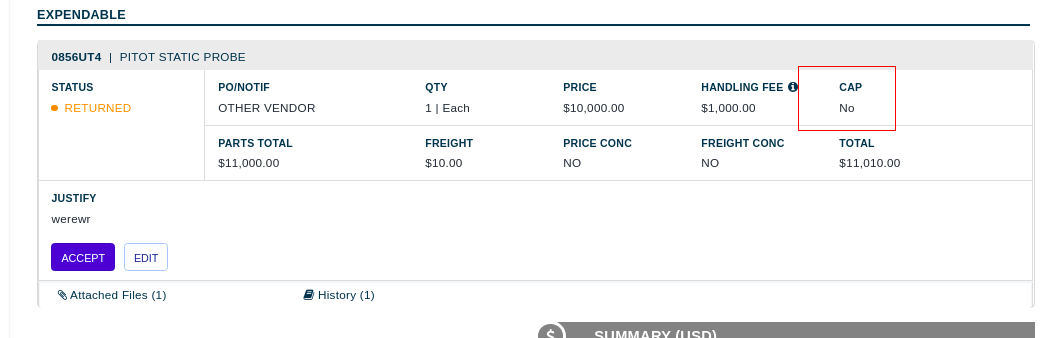 EXPENDABLE
0856UT4 | PITOT STATIC PROBE
STATUS PO/NOTIF QTY PRICE HANDLING FEE CAP
RETURNED OTHER VENDOR 1 | Each $10,000.00 $1,000.00 No
PARTS TOTAL FREIGHT PRICE CONC FREIGHT CONC TOTAL
$11,000.00 $10.00 NO NO $11,010.00
JUSTIFY
werewr
ACCEPT EDIT
Attached Files (1) History (1)
$ SUMMARY (USD)